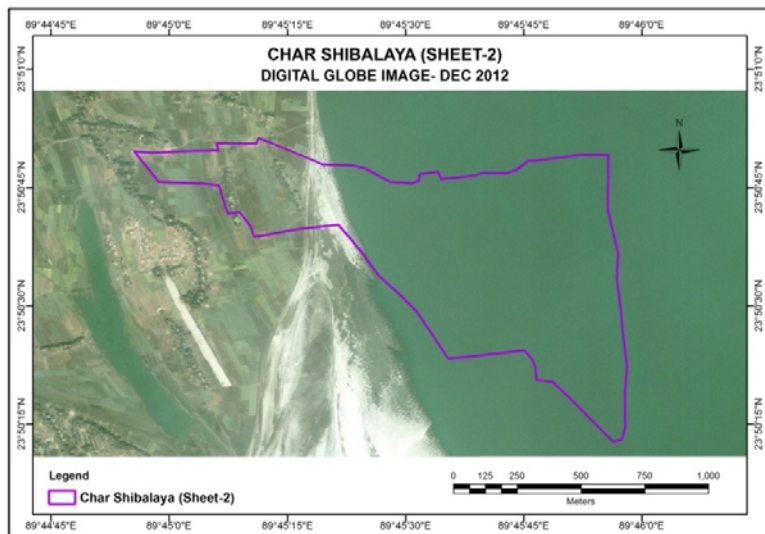 89°44'45"E 89°45'0"E 89°45'15"E 89°45'30"E 89°45'45"E 89°46'0"E
CHAR SHIBALAYA (SHEET-2)
DIGITAL GLOBE IMAGE- DEC 2012
23°51'0"N 23°51'0"N
N
23°50'45"N 23°50'45"N
23°50'30"N 23°50'30"N
23°50'15"N 23°50'15"N
Legend
Char Shibalaya (Sheet-2)
0 125 250 500 750 1,000
Meters
89°44'45"E 89°45'0"E 89°45'15"E 89°45'30"E 89°45'45"E 89°46'0"E